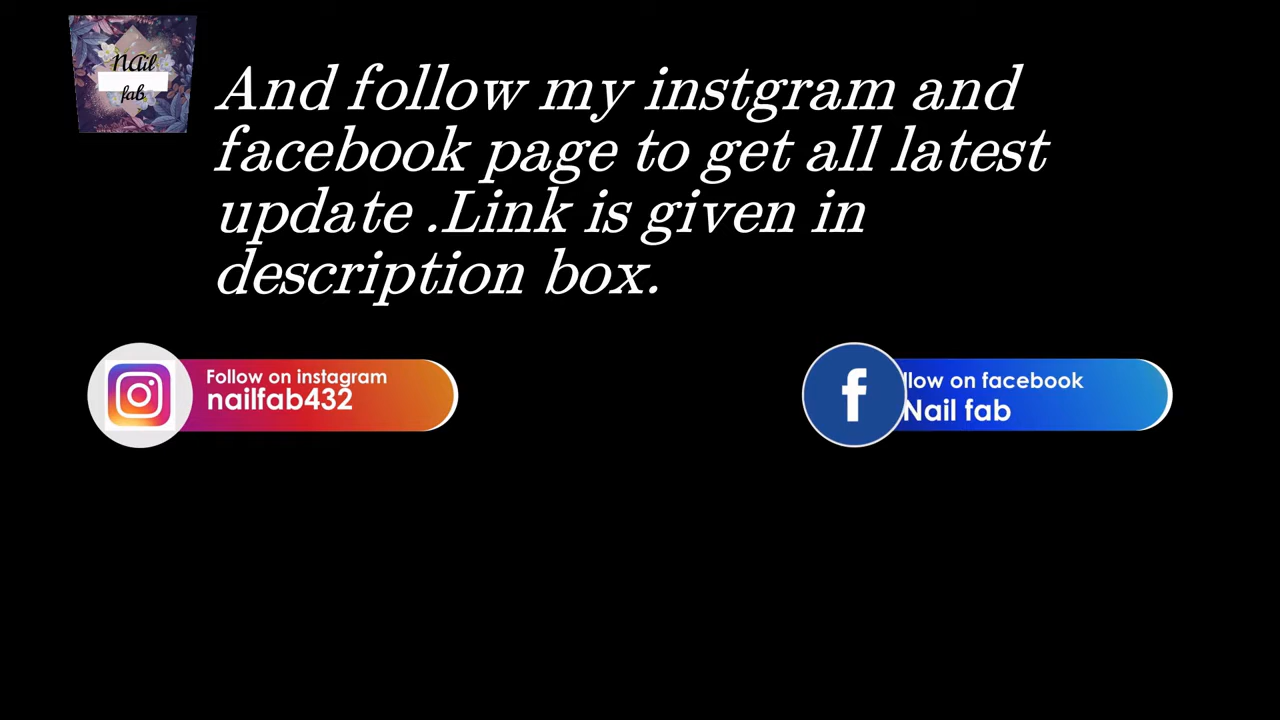 Nail
fab
And follow my instgram and
facebook page to get all latest
update .Link is given in
description box.
Follow on instagram
nailfab432
llow on facebook
Nail fab